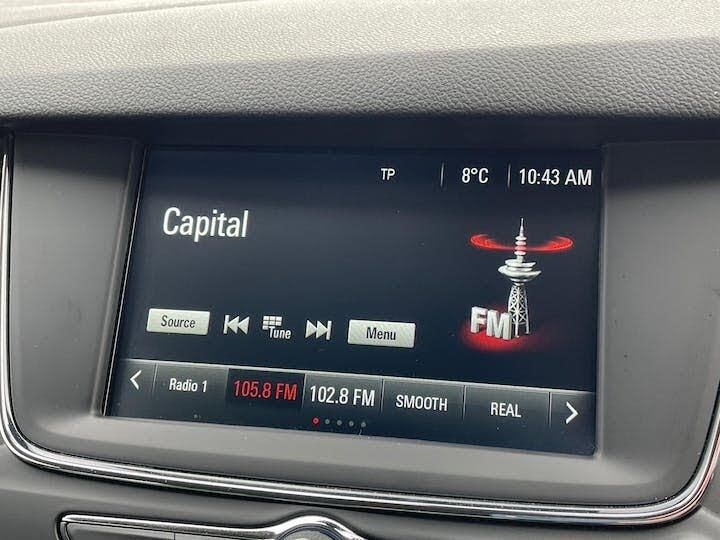 TP 8°C 10:43 AM
Capital
FM
Source Tune Menu
Radio 1 105.8 FM 102.8 FM SMOOTH REAL